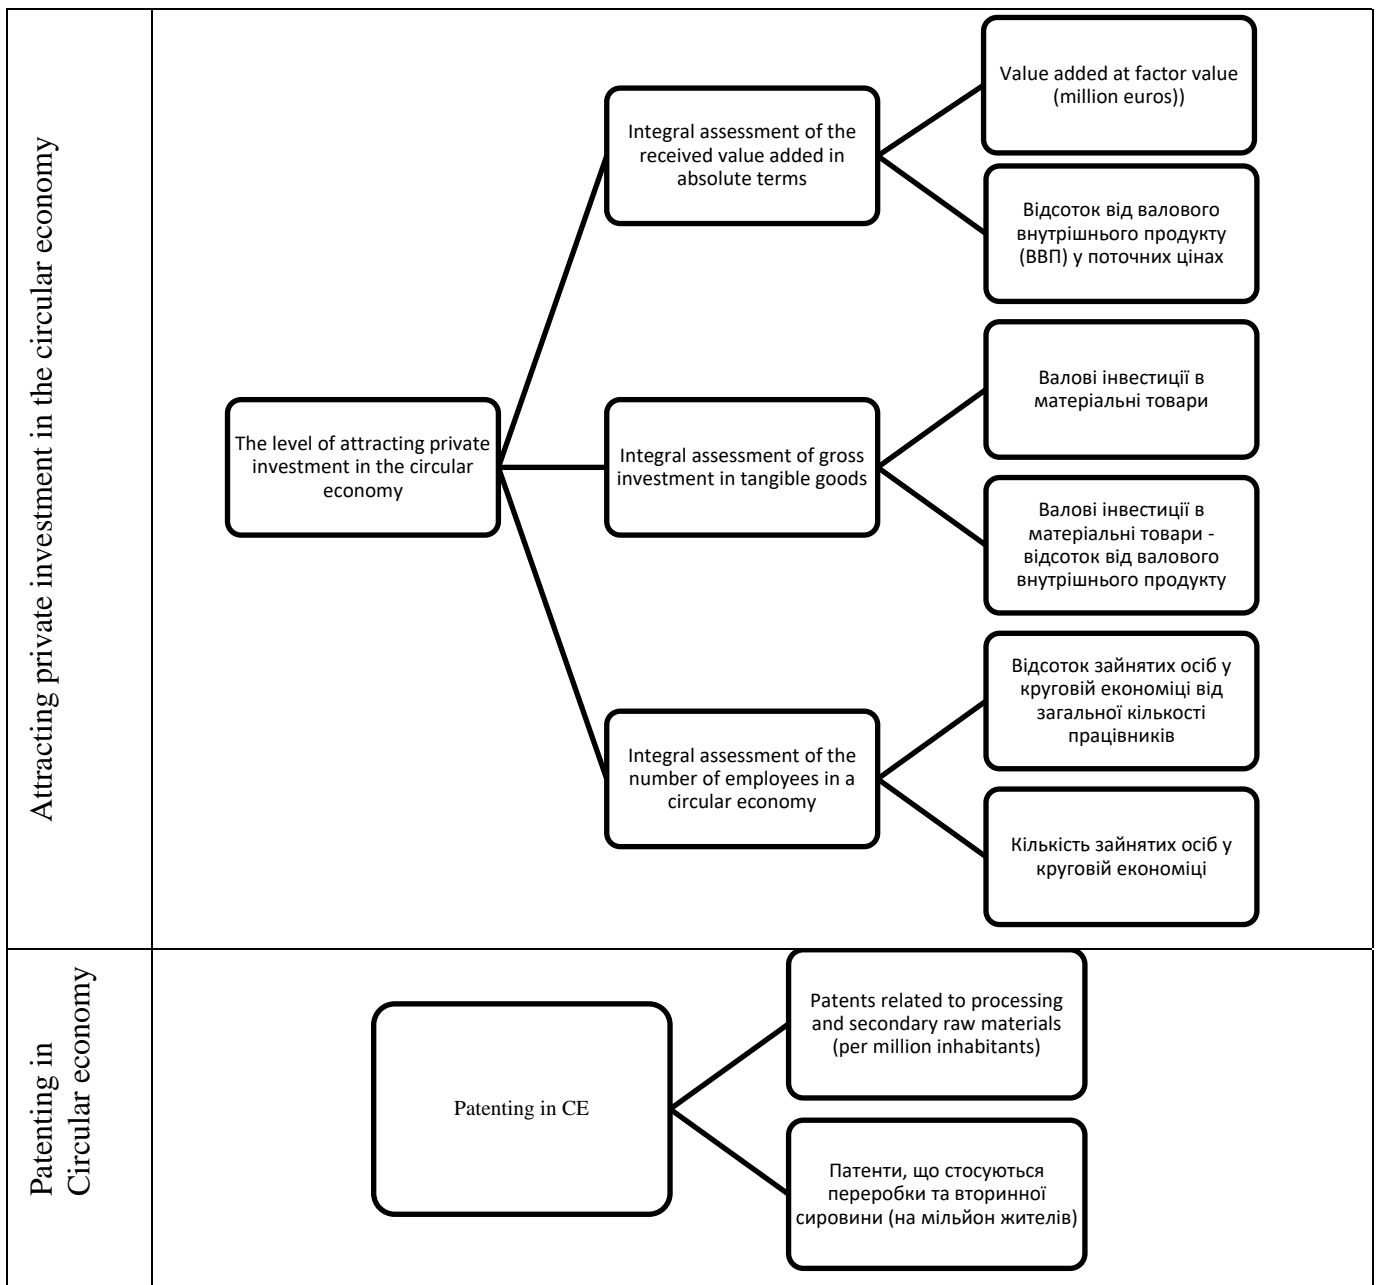 Attracting private investment in the circular economy
The level of attracting private
investment in the circular
economy
Integral assessment of the
received value added in
absolute terms
Value added at factor value
(million euros))
Відсоток від валового
внутрішнього продукту
(ВВП) у поточних цінах
Integral assessment of gross
investment in tangible goods
Валові інвестиції в
матеріальні товари
Валові інвестиції в
матеріальні товари -
відсоток від валового
внутрішнього продукту
Integral assessment of the
number of employees in a
circular economy
Відсоток зайнятих осіб у
круговій економіці від
загальної кількості
працівників
Кількість зайнятих осіб у
круговій економіці
Patenting in
Circular economy
Patenting in CE
Patents related to processing
and secondary raw materials
(per million inhabitants)
Патенти, що стосуються
переробки та вторинної
сировини (на мільйон жителів)